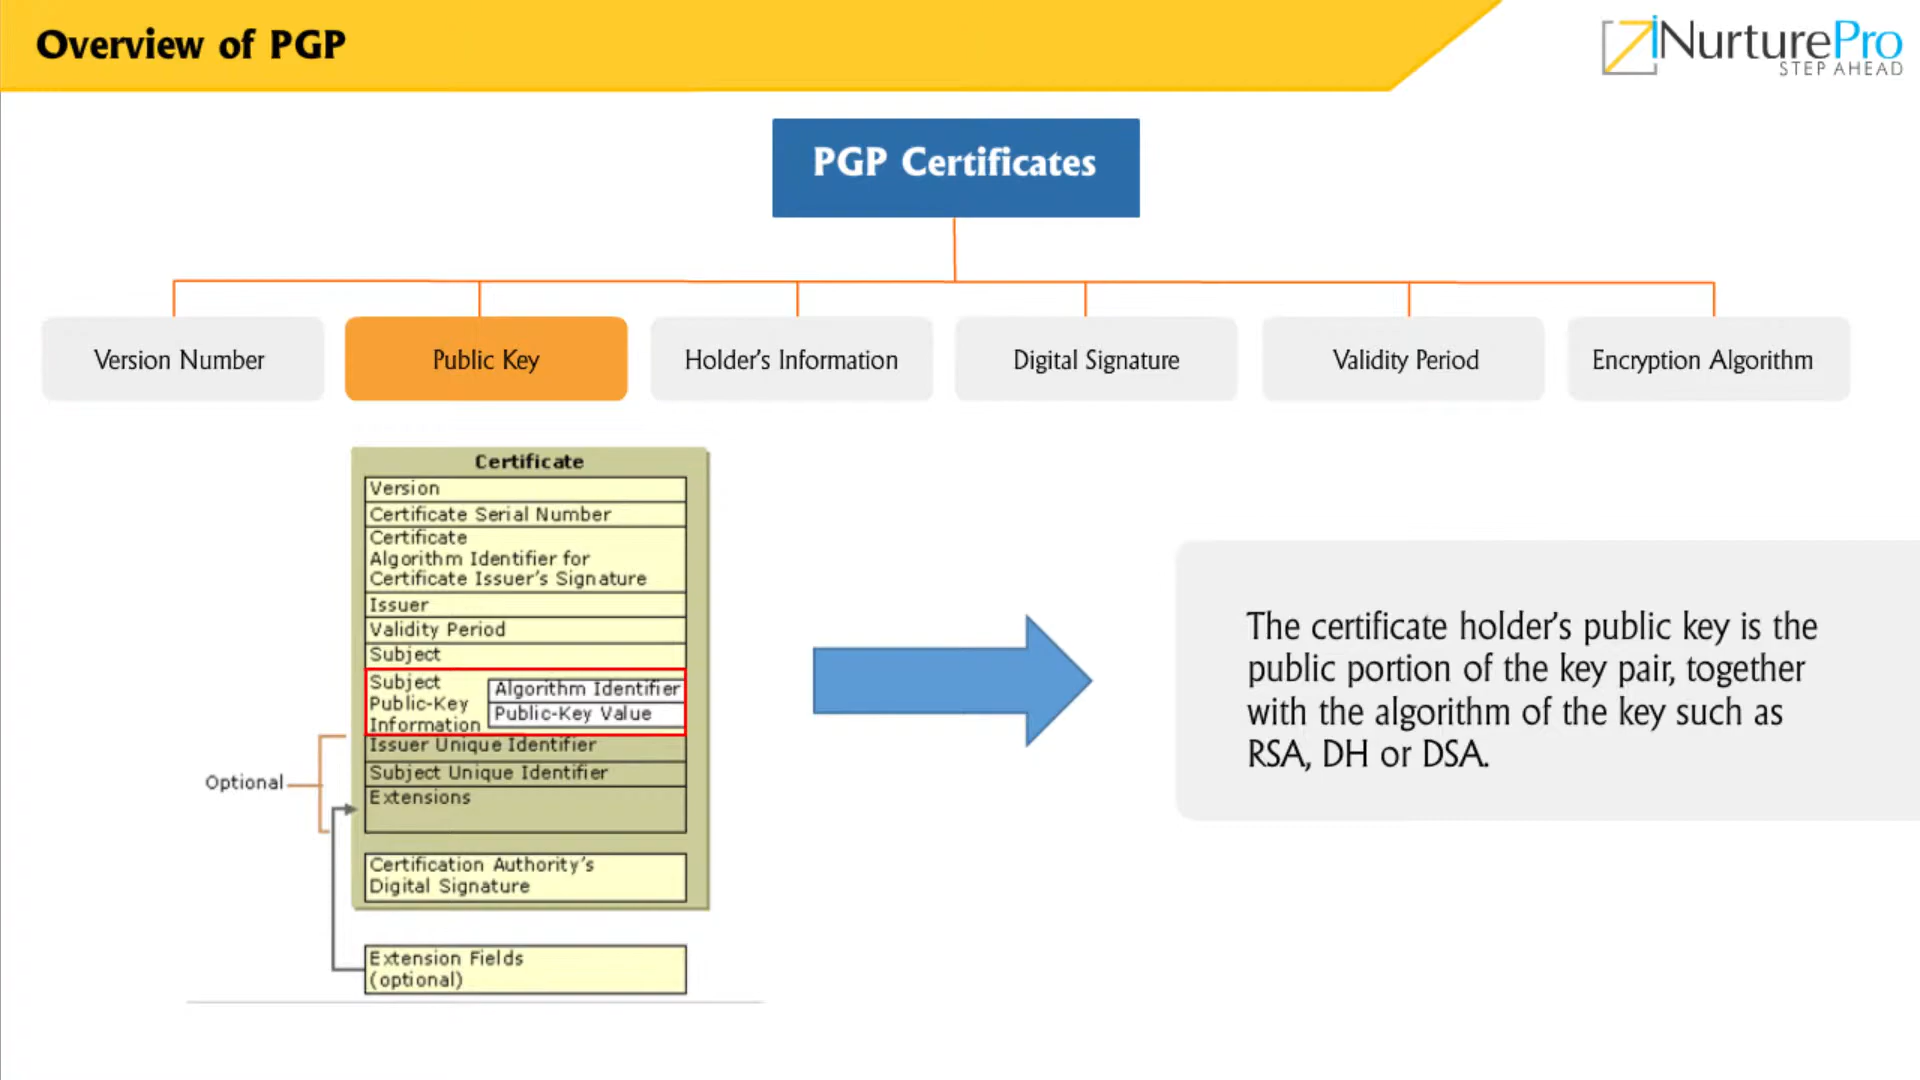 Overview of PGP
iNurturePro
STEP AHEAD
PGP Certificates
Version Number
Public Key
Holder's Information
Digital Signature
Validity Period
Encryption Algorithm
Certificate
Version
Certificate Serial Number
Certificate
Algorithm Identifier for
Certificate Issuer's Signature
Issuer
Validity Period
Subject
Subject
Public-Key
Information
Algorithm Identifier
Public-Key Value
Issuer Unique Identifier
Subject Unique Identifier
Extensions
Optional
Certification Authority's
Digital Signature
Extension Fields
(optional)
The certificate holder's public key is the
public portion of the key pair, together
with the algorithm of the key such as
RSA, DH or DSA.